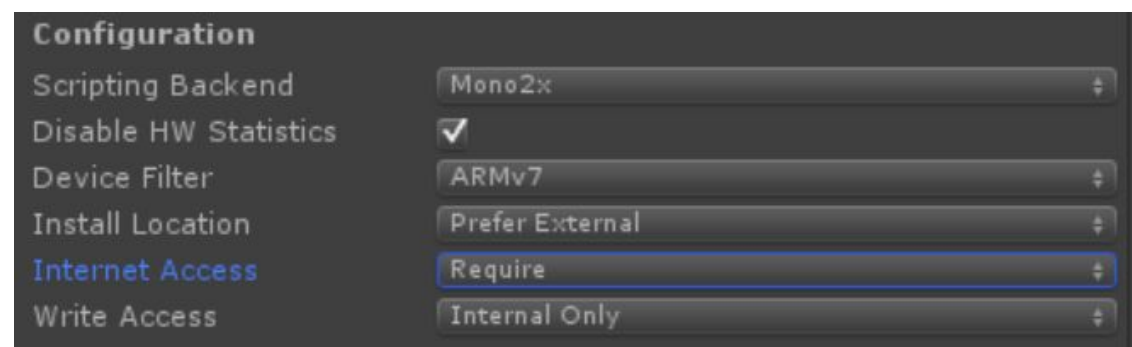 Configuration
Scripting Backend Mono2x
Disable HW Statistics
Device Filter ARMv7
Install Location Prefer External
Internet Access Require
Write Access Internal Only